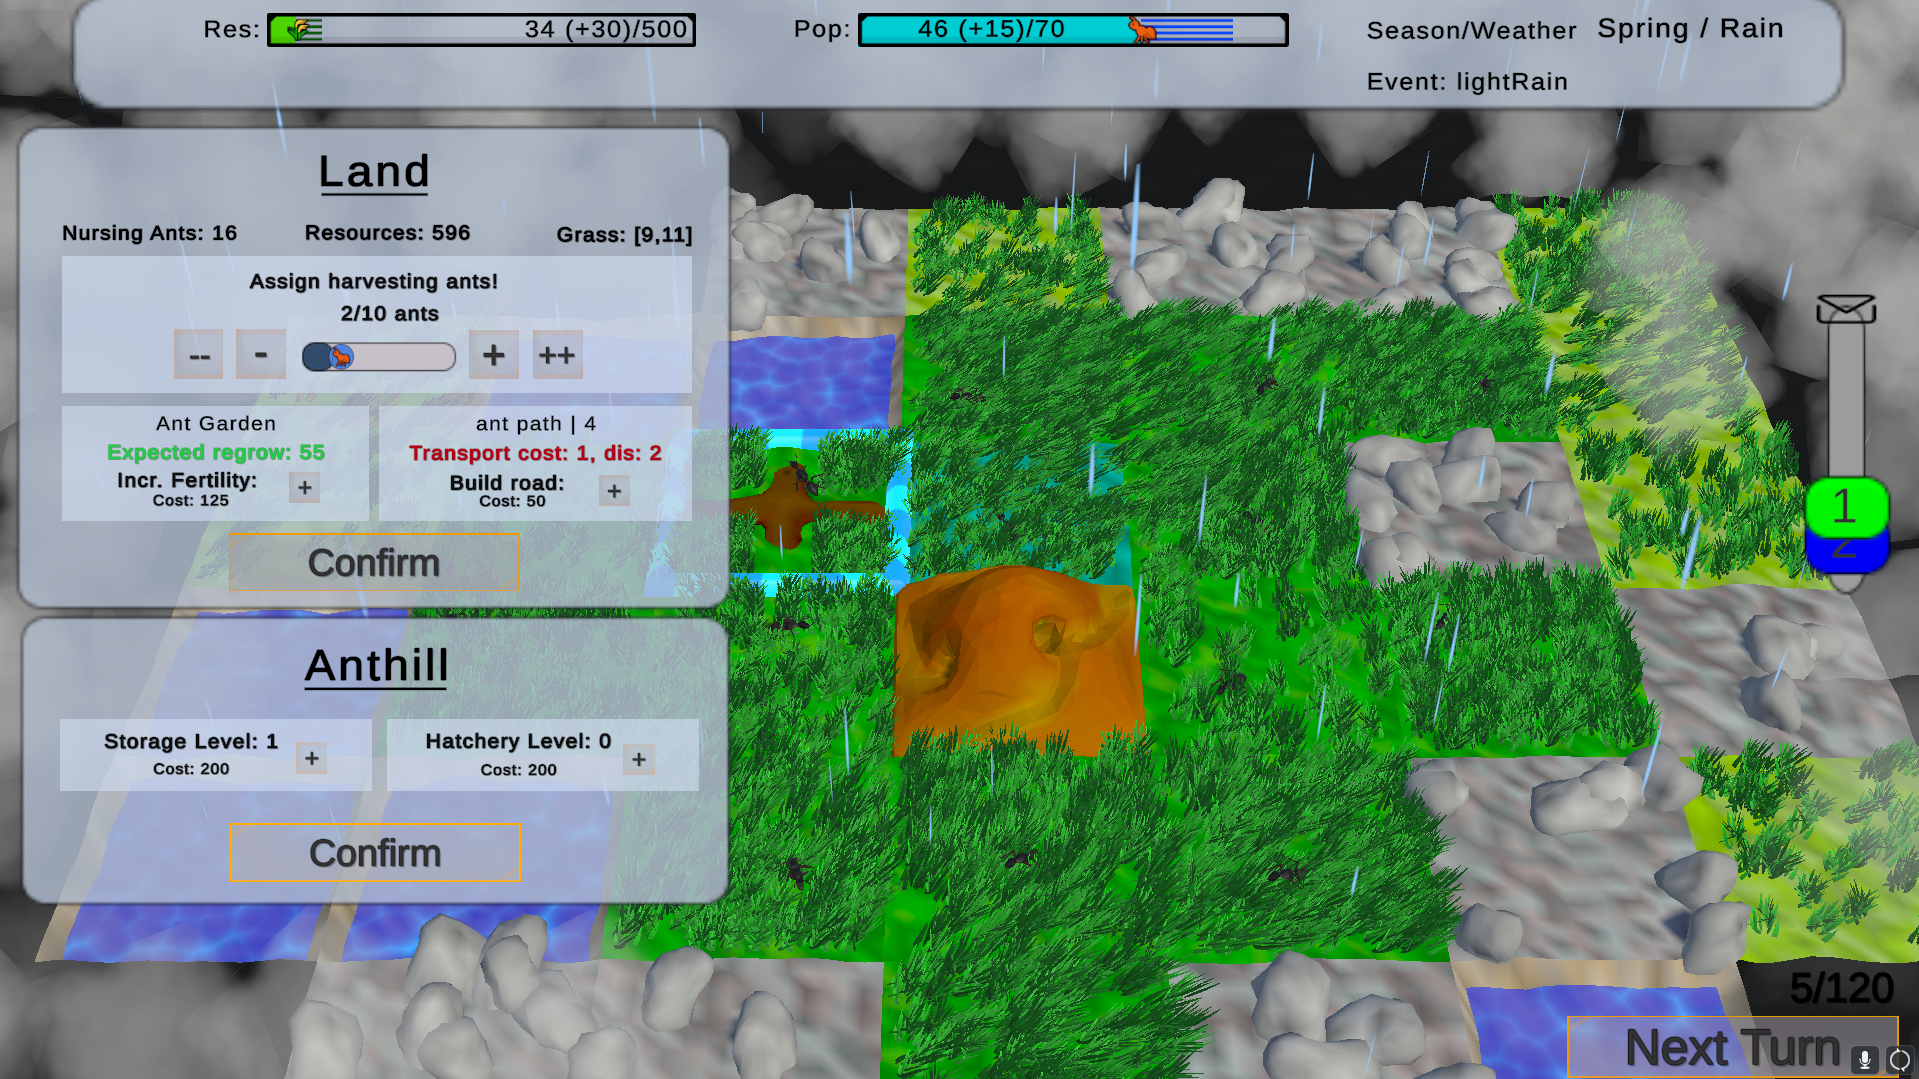 Res: 34 (+30)/500 Pop: 46 (+15)/70 Season/Weather Spring / Rain
Event: lightRain
Land
Nursing Ants: 16 Resources: 596 Grass: [9,11]
Assign harvesting ants!
2/10 ants
-- - + ++
Ant Garden
Expected regrow: 55
Incr. Fertility: +
Cost: 125
ant path | 4
Transport cost: 1, dis: 2
Build road: +
Cost: 50
Confirm
Anthill
Storage Level: 1 +
Cost: 200
Hatchery Level: 0 +
Cost: 200
Confirm
1
2
5/120
Next Turn